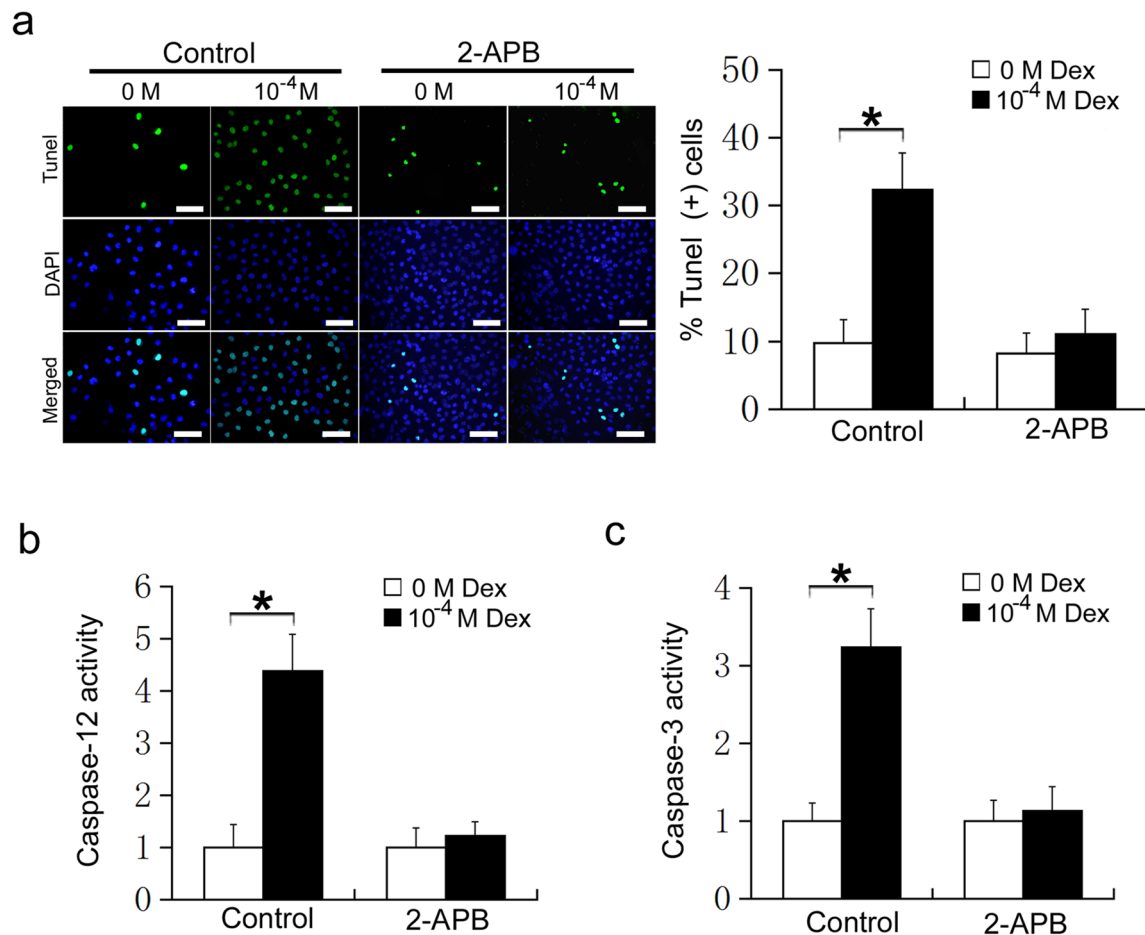 a
Control 2-APB
0 M 10⁻⁴ M 0 M 10⁻⁴ M
Tunel
DAPI
Merged
% Tunel (+) cells
50
40
30
20
10
0
0 M Dex
10⁻⁴ M Dex
*
Control 2-APB
b
Caspase-12 activity
6
5
4
3
2
1
0
0 M Dex
10⁻⁴ M Dex
*
Control 2-APB
c
Caspase-3 activity
4
3
2
1
0
0 M Dex
10⁻⁴ M Dex
*
Control 2-APB